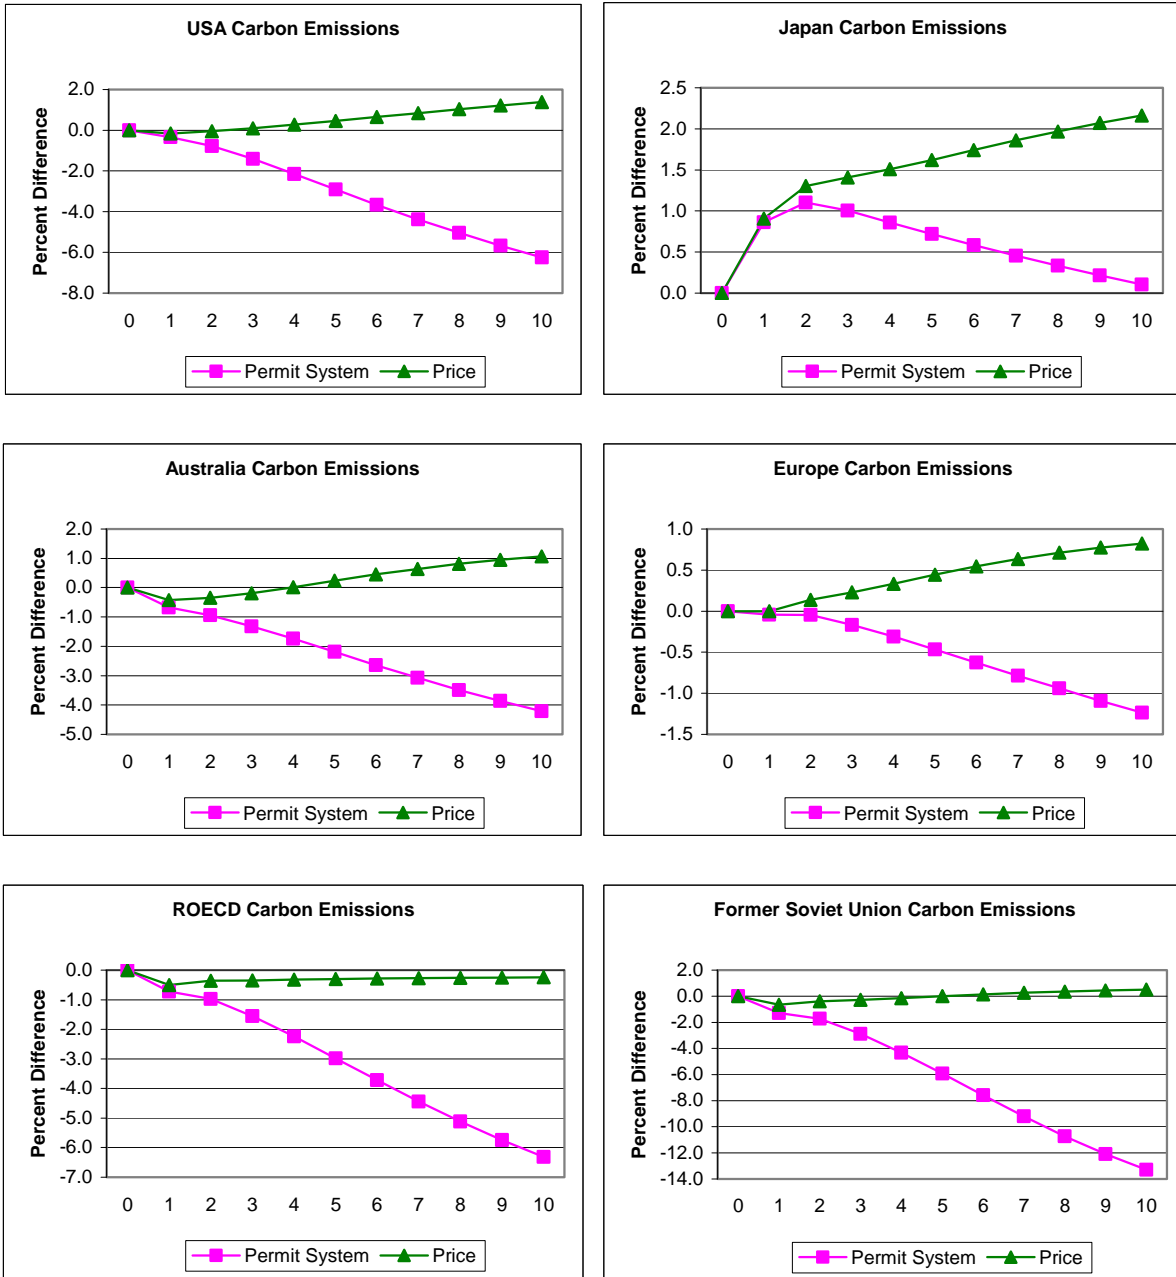 USA Carbon Emissions
Percent Difference
2.0
0.0
-2.0
-4.0
-6.0
-8.0
0 1 2 3 4 5 6 7 8 9 10
Permit System Price
Japan Carbon Emissions
Percent Difference
2.5
2.0
1.5
1.0
0.5
0.0
0 1 2 3 4 5 6 7 8 9 10
Permit System Price
Australia Carbon Emissions
Percent Difference
2.0
1.0
0.0
-1.0
-2.0
-3.0
-4.0
-5.0
0 1 2 3 4 5 6 7 8 9 10
Permit System Price
Europe Carbon Emissions
Percent Difference
1.0
0.5
0.0
-0.5
-1.0
-1.5
0 1 2 3 4 5 6 7 8 9 10
Permit System Price
ROECD Carbon Emissions
Percent Difference
0.0
-1.0
-2.0
-3.0
-4.0
-5.0
-6.0
-7.0
0 1 2 3 4 5 6 7 8 9 10
Permit System Price
Former Soviet Union Carbon Emissions
Percent Difference
2.0
0.0
-2.0
-4.0
-6.0
-8.0
-10.0
-12.0
-14.0
0 1 2 3 4 5 6 7 8 9 10
Permit System Price